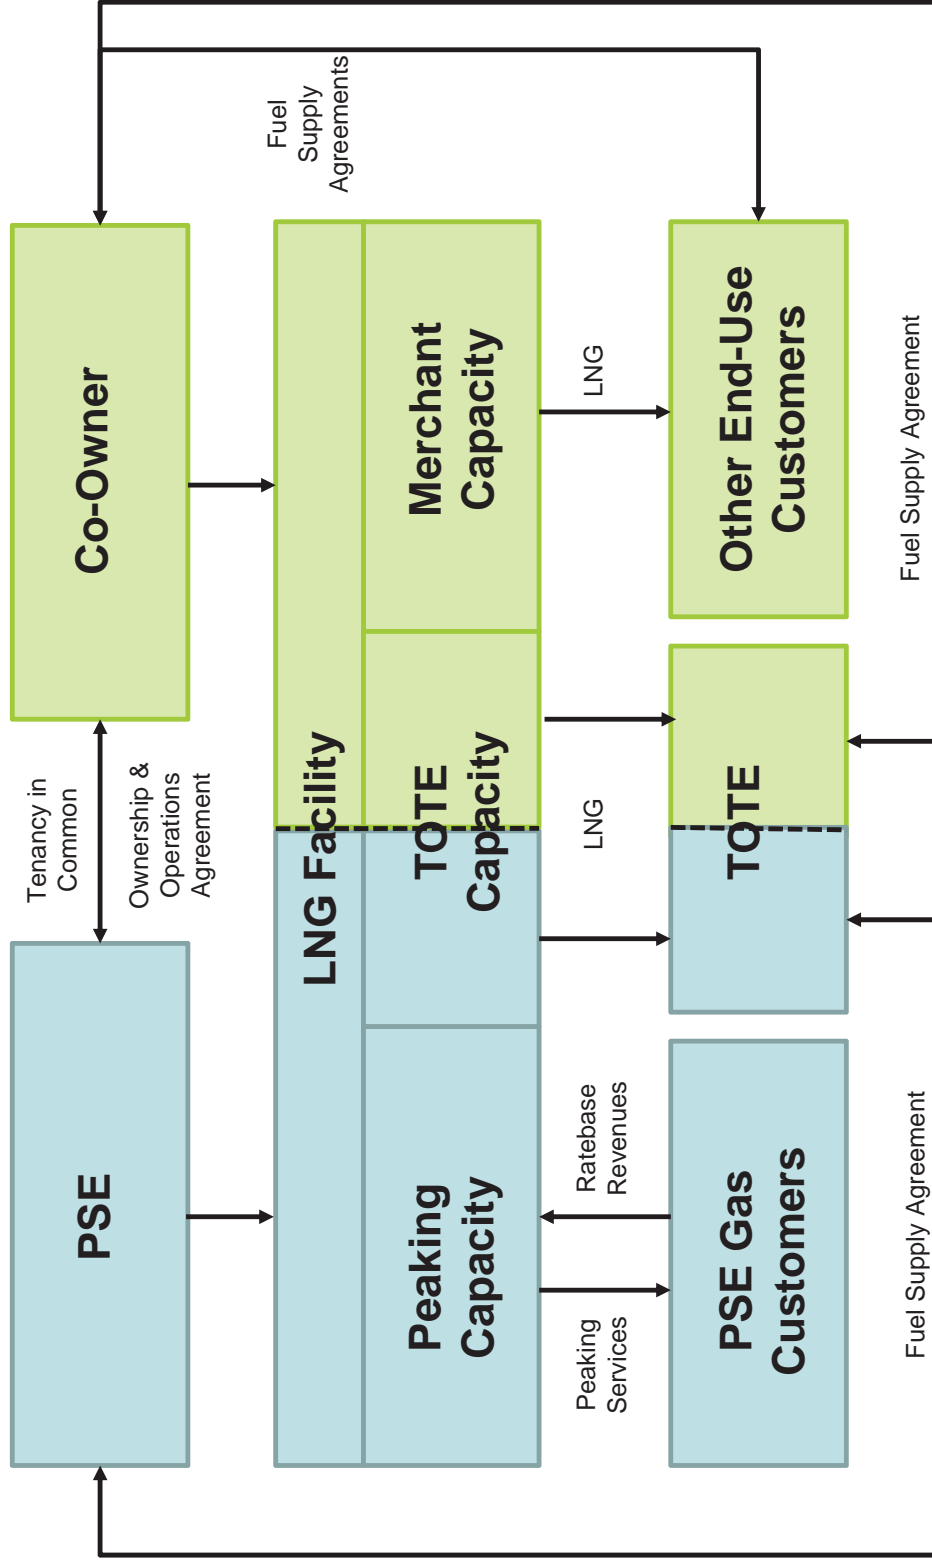 PSE
Tenancy in
Common
Ownership &
Operations
Agreement
Co-Owner
LNG Facility
Peaking
Capacity
TOTE
Capacity
Merchant
Capacity
Fuel
Supply
Agreements
Peaking
Services
Ratebase
Revenues
LNG
LNG
PSE Gas
Customers
TOTE
Other End-Use
Customers
Fuel Supply Agreement
Fuel Supply Agreement